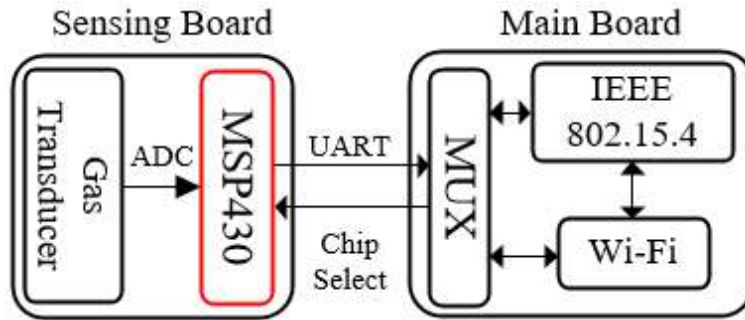 Sensing Board
Main Board
Gas
Transducer
ADC
MSP430
UART
Chip
Select
MUX
IEEE
802.15.4
Wi-Fi